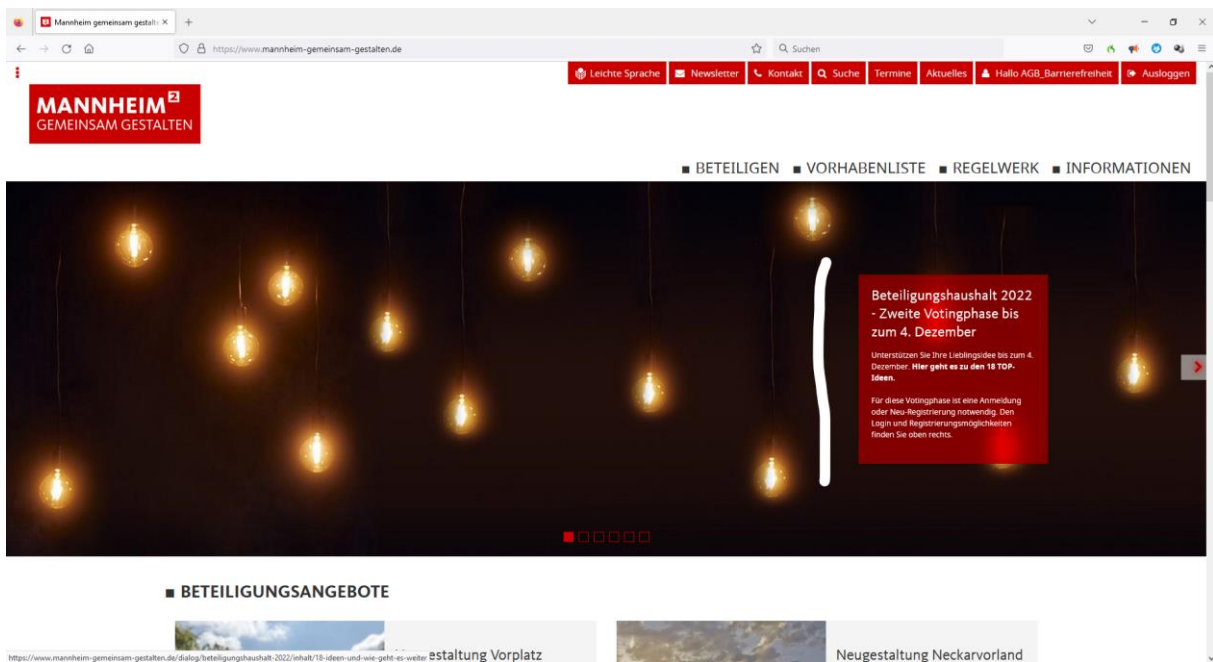 Mannheim gemeinsam gestalte
https://www.mannheim-gemeinsam-gestalten.de
Suchen
Leichte Sprache
Newsletter
Kontakt
Suche
Termine
Aktuelles
Hallo AGB_Barrierefreiheit
Ausloggen
MANNHEIM²
GEMEINSAM GESTALTEN
BETEILIGEN
VORHABENLISTE
REGELWERK
INFORMATIONEN
Beteiligungshaushalt 2022
- Zweite Votingphase bis
zum 4. Dezember
Unterstützen Sie Ihre Lieblingsidee bis zum 4.
Dezember. Hier geht es zu den 18 TOP-
Ideen.
Für diese Votingphase ist eine Anmeldung
oder Neu-Registrierung notwendig. Den
Login und Registrierungsmöglichkeiten
finden Sie oben rechts.
BETEILIGUNGSANGEBOTE
estaltung Vorplatz
Neugestaltung Neckarvorland
https://www.mannheim-gemeinsam-gestalten.de/dialog/beteiligungshaushalt-2022/inhalt/18-ideen-und-wie-geht-es-weiter